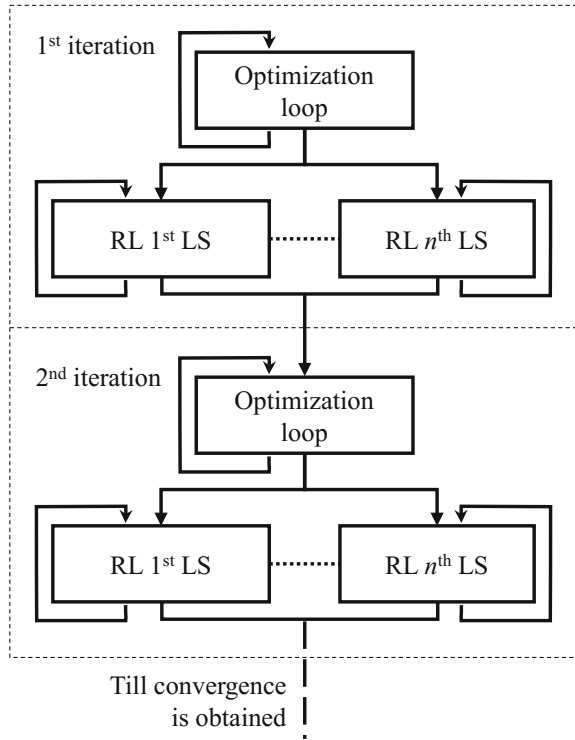 1st iteration
Optimization
loop
RL 1st LS
RL nth LS
2nd iteration
Optimization
loop
RL 1st LS
RL nth LS
Till convergence
is obtained